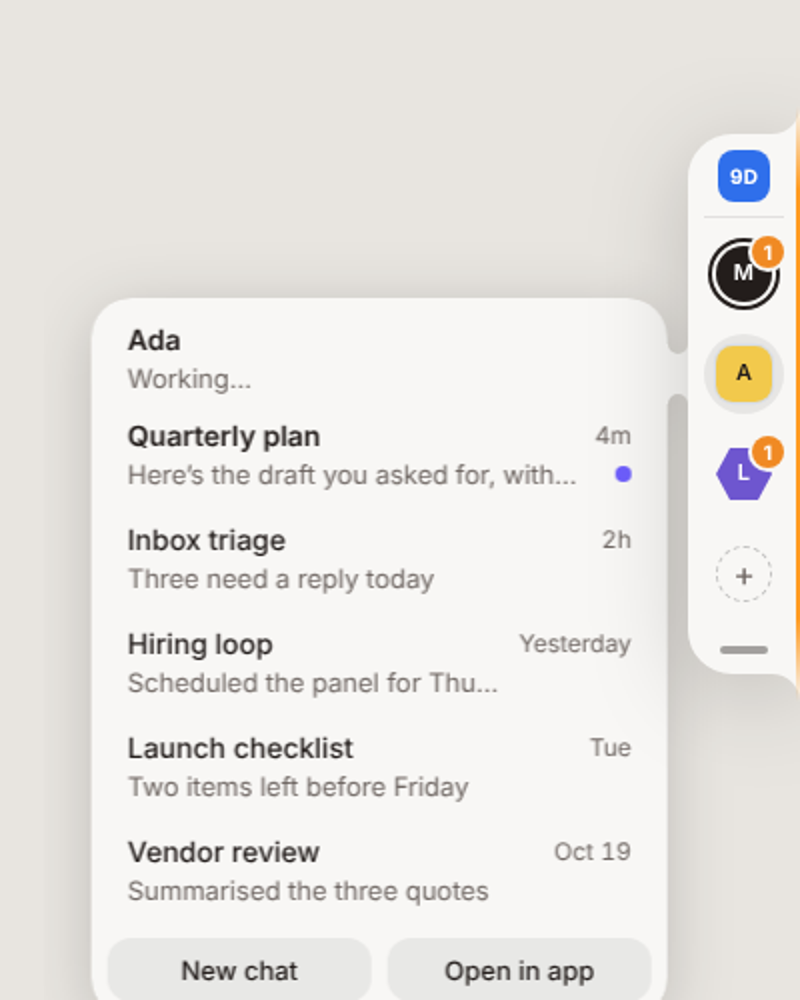 9D
M
1
A
L
1
+
Ada
Working...
Quarterly plan
4m
Here’s the draft you asked for, with...
Inbox triage
2h
Three need a reply today
Hiring loop
Yesterday
Scheduled the panel for Thu...
Launch checklist
Tue
Two items left before Friday
Vendor review
Oct 19
Summarised the three quotes
New chat
Open in app